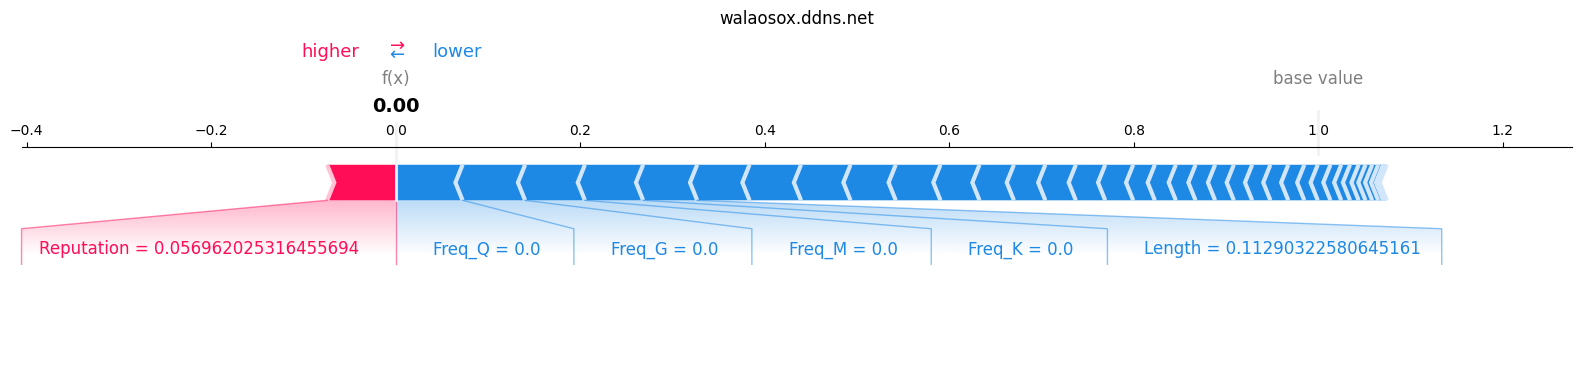 walaosox.ddns.net
higher → lower
←
f(x) base value
0.00
−0.4 −0.2 0.0 0.2 0.4 0.6 0.8 1.0 1.2
Reputation = 0.056962025316455694 Freq_Q = 0.0 Freq_G = 0.0 Freq_M = 0.0 Freq_K = 0.0 Length = 0.11290322580645161